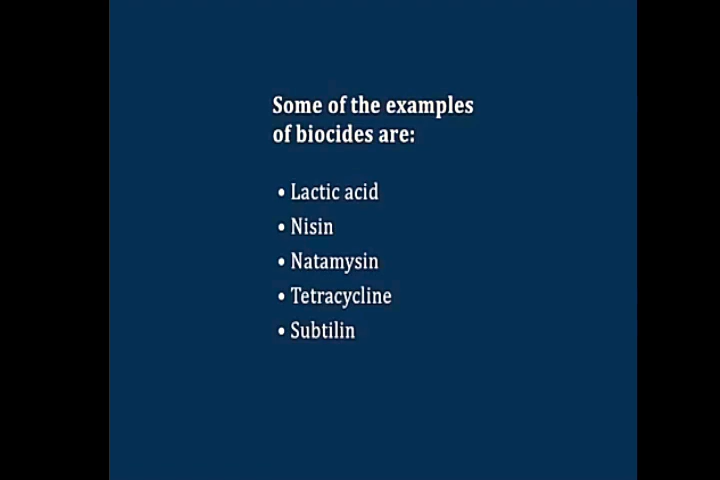 Some of the examples
of biocides are:
• Lactic acid
• Nisin
• Natamysin
• Tetracycline
• Subtilin